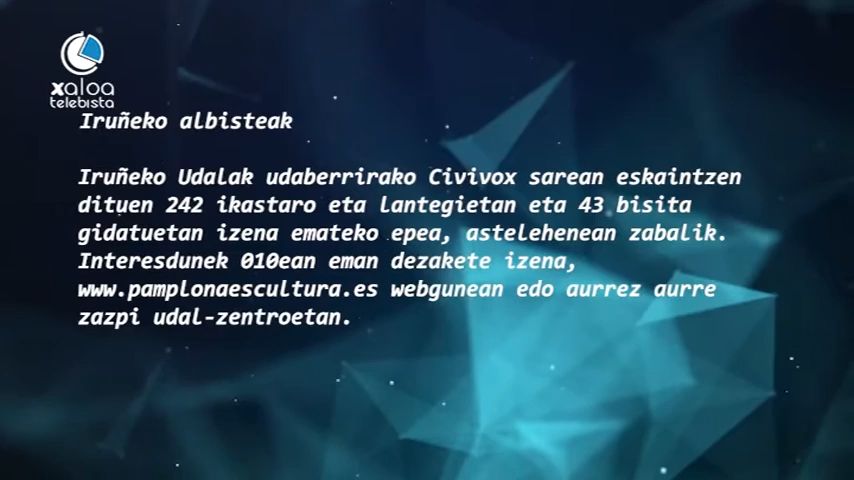 xaloa
telebista
Iruñeko albisteak
Iruñeko Udalak udaberrirako Civivox sarean eskaintzen
dituen 242 ikastaro eta lantegietan eta 43 bisita
gidatuetan izena emateko epea, astelehenean zabalik.
Interesdunek 010ean eman dezakete izena,
www.pamplonaescultura.es webgunean edo aurrez aurre
zazpi udal-zentroetan.